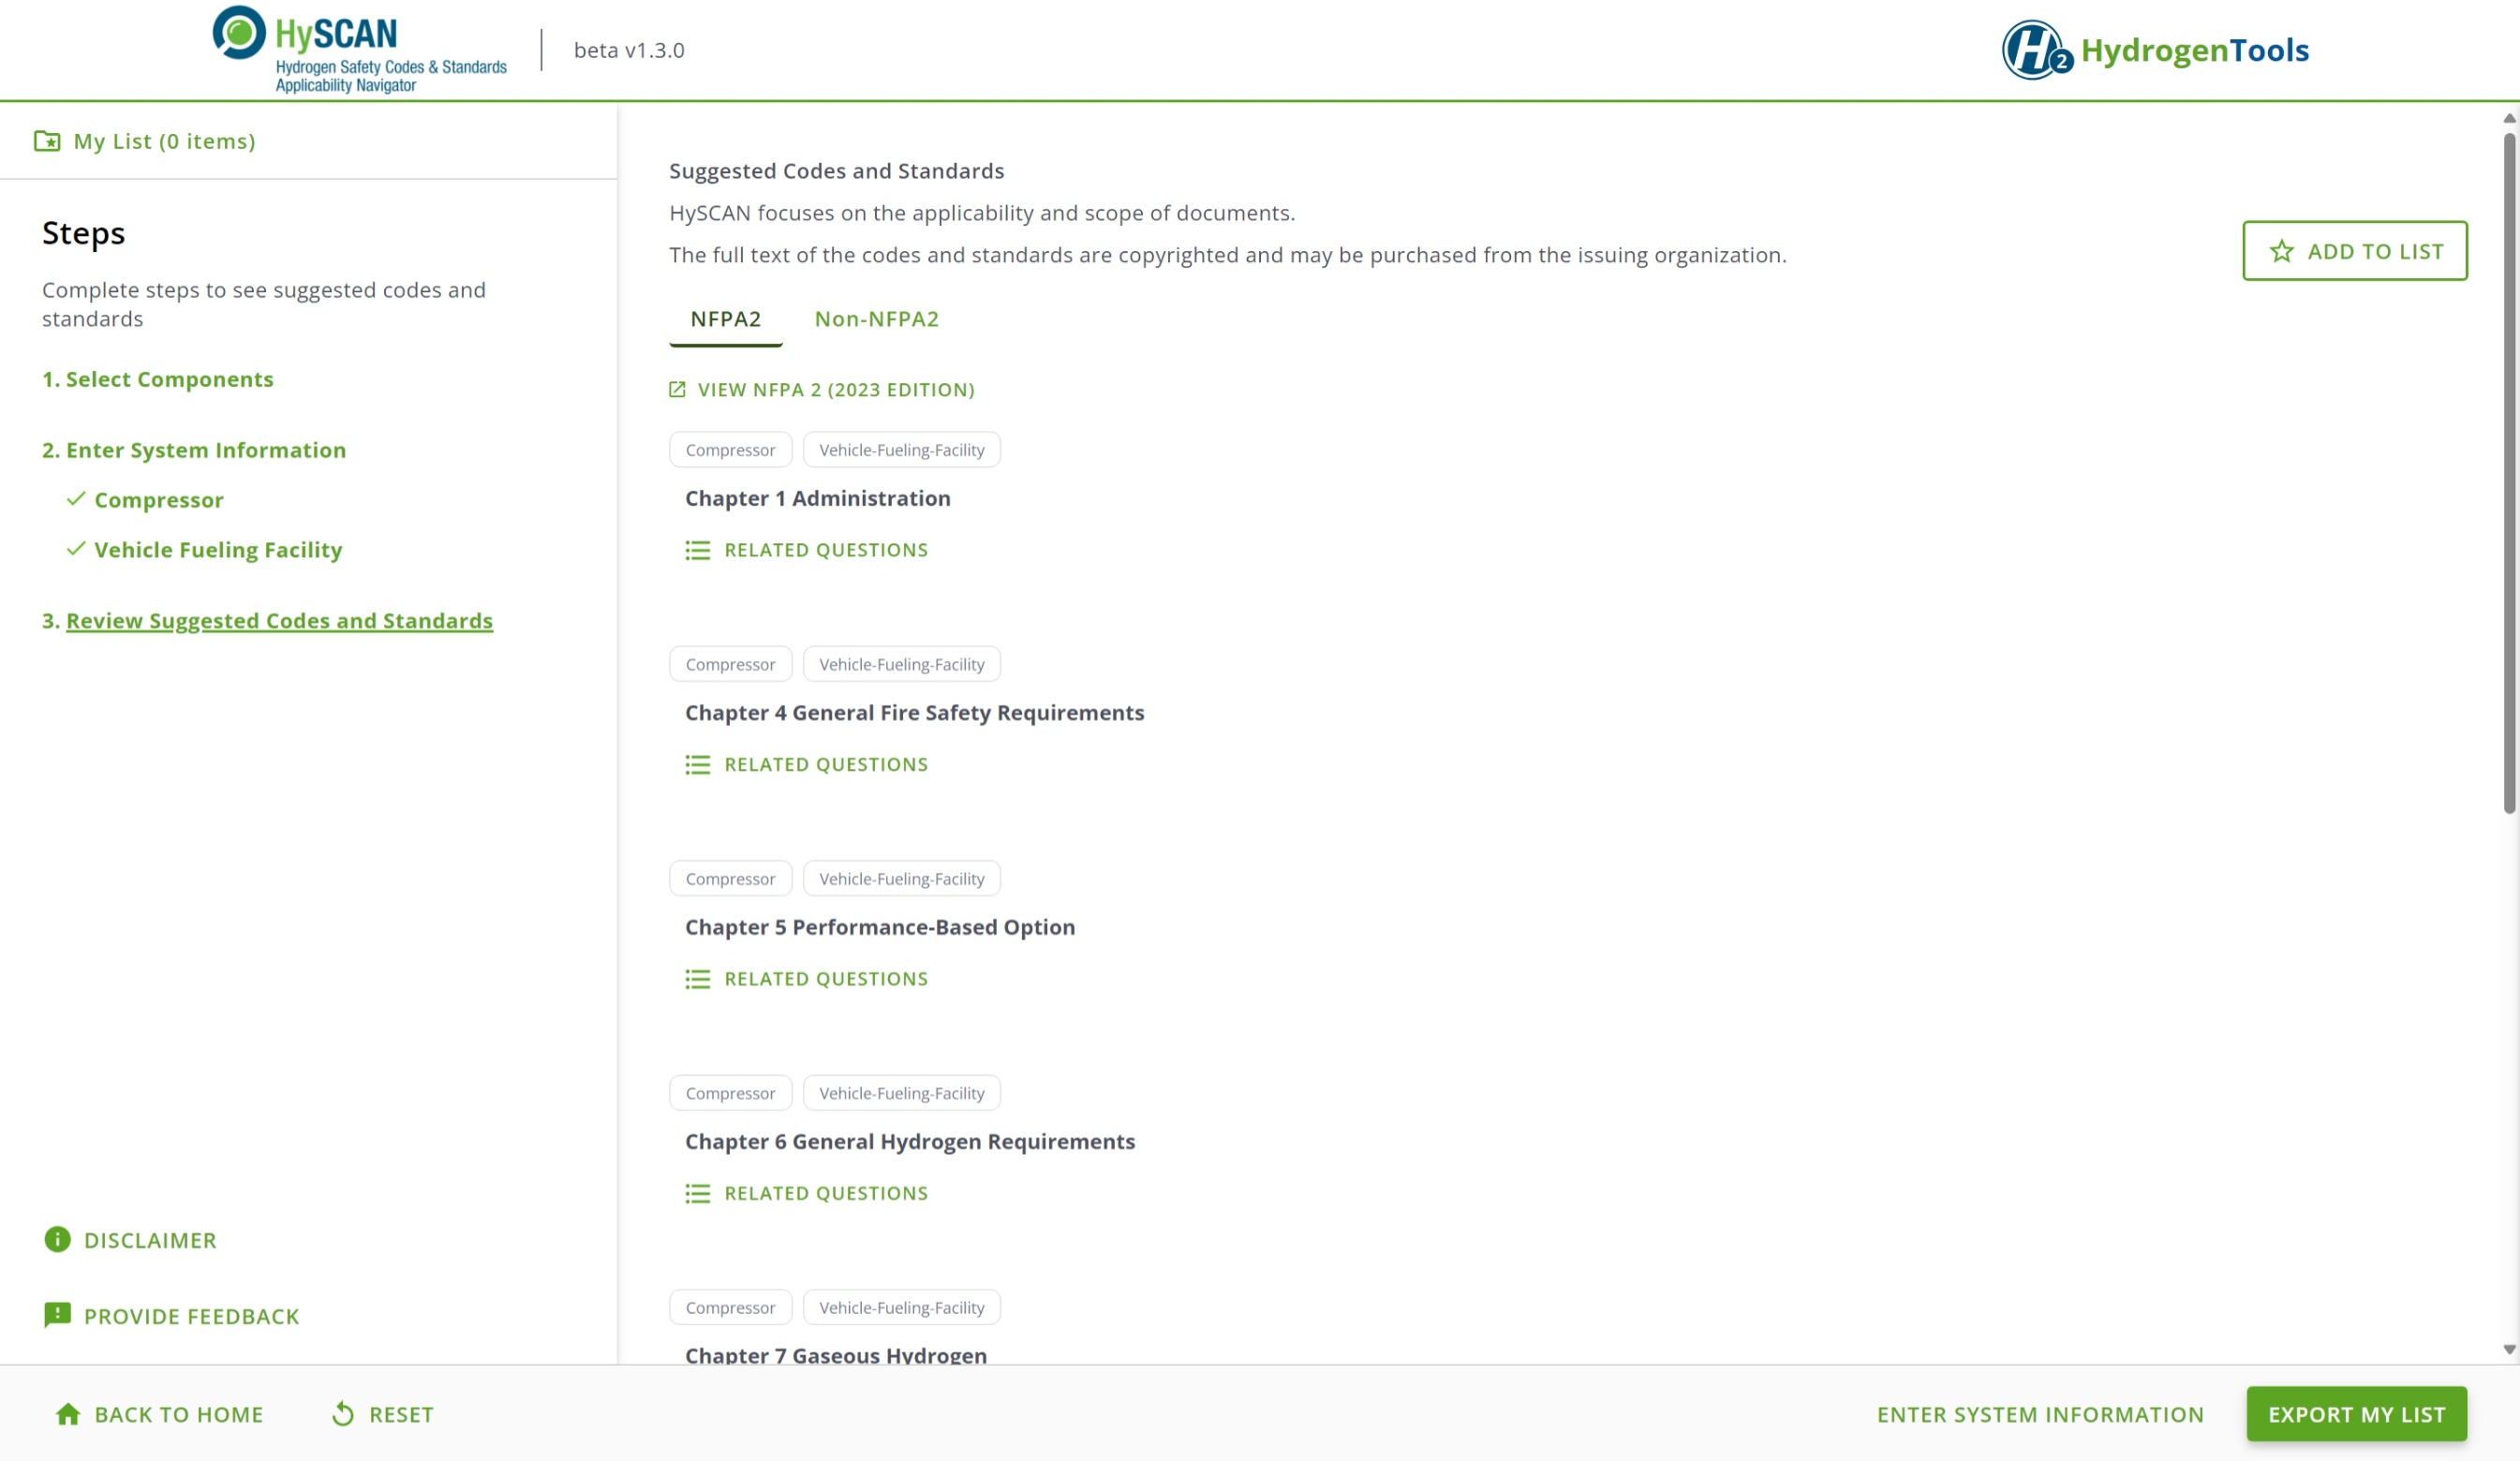 HySCAN
Hydrogen Safety Codes & Standards
Applicability Navigator
beta v1.3.0
H2 HydrogenTools
My List (0 items)
Steps
Complete steps to see suggested codes and
standards
1. Select Components
2. Enter System Information
Compressor
Vehicle Fueling Facility
3. Review Suggested Codes and Standards
DISCLAIMER
PROVIDE FEEDBACK
Suggested Codes and Standards
HySCAN focuses on the applicability and scope of documents.
The full text of the codes and standards are copyrighted and may be purchased from the issuing organization.
ADD TO LIST
NFPA2 Non-NFPA2
VIEW NFPA 2 (2023 EDITION)
Compressor Vehicle-Fueling-Facility
Chapter 1 Administration
RELATED QUESTIONS
Compressor Vehicle-Fueling-Facility
Chapter 4 General Fire Safety Requirements
RELATED QUESTIONS
Compressor Vehicle-Fueling-Facility
Chapter 5 Performance-Based Option
RELATED QUESTIONS
Compressor Vehicle-Fueling-Facility
Chapter 6 General Hydrogen Requirements
RELATED QUESTIONS
Compressor Vehicle-Fueling-Facility
Chapter 7 Gaseous Hydrogen
BACK TO HOME RESET ENTER SYSTEM INFORMATION EXPORT MY LIST